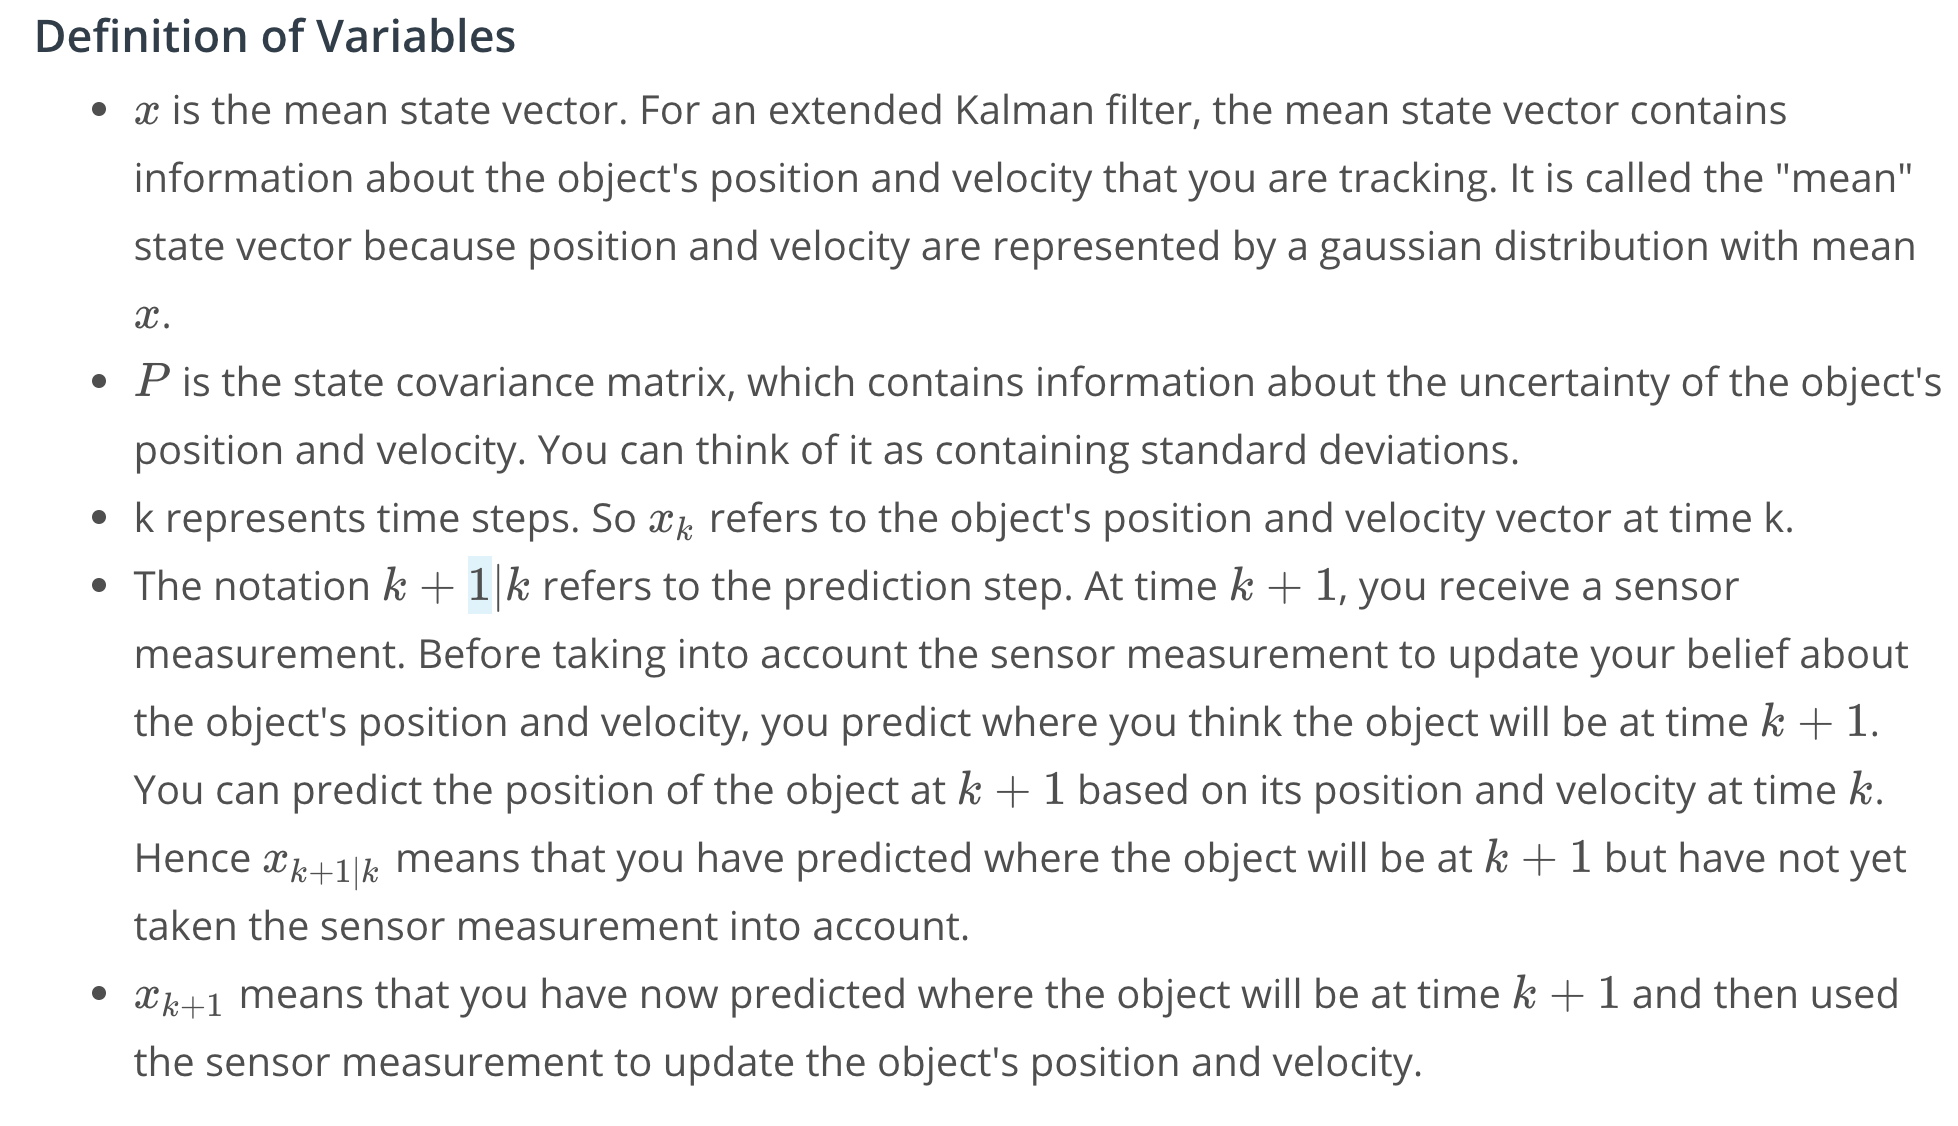 Definition of Variables
• x is the mean state vector. For an extended Kalman filter, the mean state vector contains
information about the object's position and velocity that you are tracking. It is called the "mean"
state vector because position and velocity are represented by a gaussian distribution with mean
x.
• P is the state covariance matrix, which contains information about the uncertainty of the object's
position and velocity. You can think of it as containing standard deviations.
• k represents time steps. So x_k refers to the object's position and velocity vector at time k.
• The notation k + 1|k refers to the prediction step. At time k + 1, you receive a sensor
measurement. Before taking into account the sensor measurement to update your belief about
the object's position and velocity, you predict where you think the object will be at time k + 1.
You can predict the position of the object at k + 1 based on its position and velocity at time k.
Hence x_{k+1|k} means that you have predicted where the object will be at k + 1 but have not yet
taken the sensor measurement into account.
• x_{k+1} means that you have now predicted where the object will be at time k + 1 and then used
the sensor measurement to update the object's position and velocity.